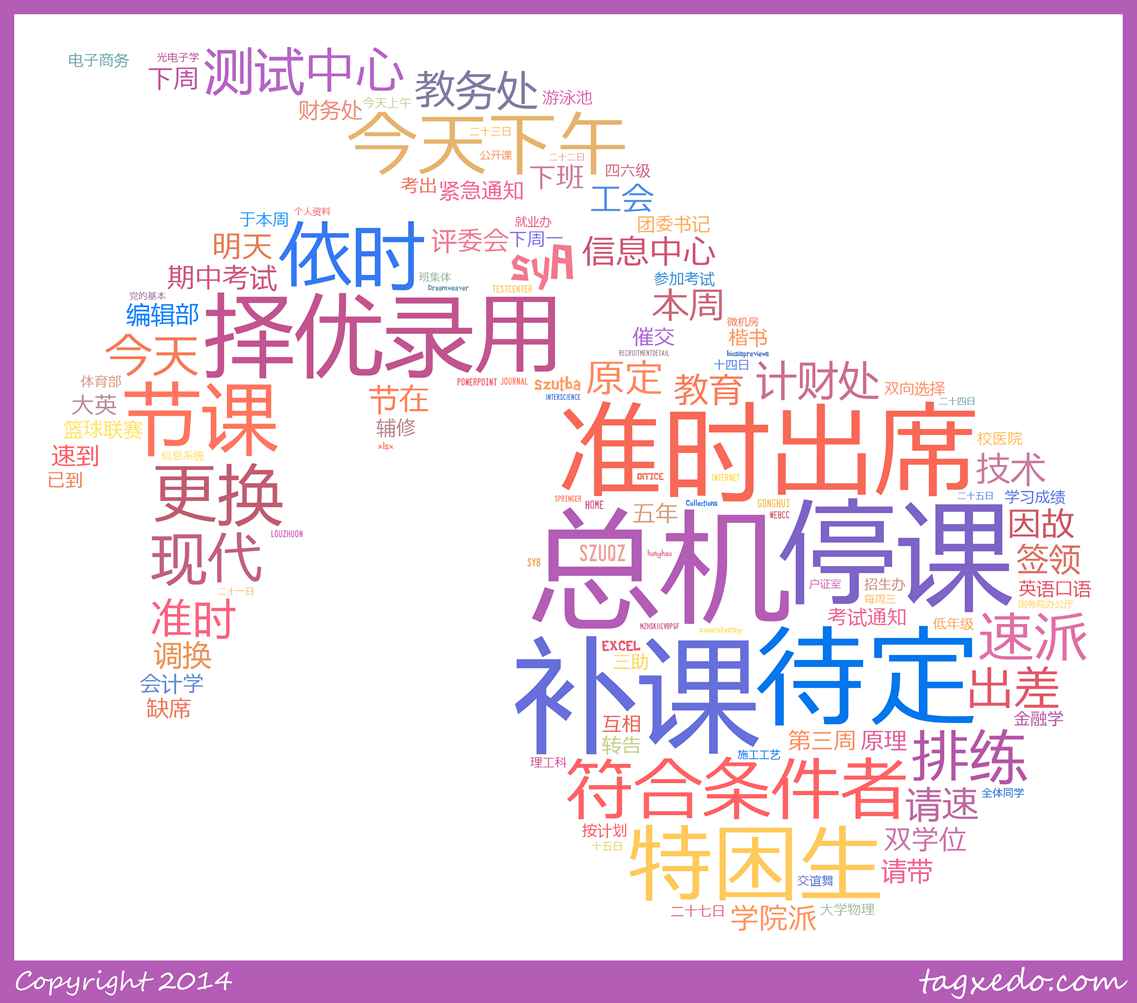 电子商务
光电子学
下周
测试中心
教务处
游泳池
财务处
今天上午
今天下午
二十三日
公开课
二十二日
下班
四六级
考出
紧急通知
工会
团委书记
于本周
个人资料
就业办
明天
依时
评委会
下周一
信息中心
syA
期中考试
班集体
Dreamweaver
TESTCENTER
参加考试
党的基本
编辑部
择优录用
本周
微机房
催交
楷书
今天
RECRUITMENTDETAIL
biosispreviews
十四日
体育部
POWERPOINT
JOURNAL
szutba
INTERSCIENCE
原定
教育
计财处
双向选择
大英
节课
节在
二十四日
篮球联赛
辅修
准时出席
校医院
速到
信息系统
xlsx
已到
OFFICE
INTERNET
技术
更换
SPRINGER
HOME
Collections
GONGHUI
WEBCC
二十五日
学习成绩
五年
停课
因故
LOUZHUON
现代
总机
SZUQZ
hunghao
SYB
签领
二十一日
户证室
招生办
每周三
英语口语
国务院办公厅
准时
考试通知
低年级
速派
调换
补课
EXCEL
三助
待定
会计学
出差
缺席
互相
金融学
转告
第三周
原理
排练
理工科
施工工艺
符合条件者
请速
全体同学
按计划
十五日
特困生
双学位
交谊舞
请带
二十七日
学院派
大学物理
Copyright 2014
tagxedo.com